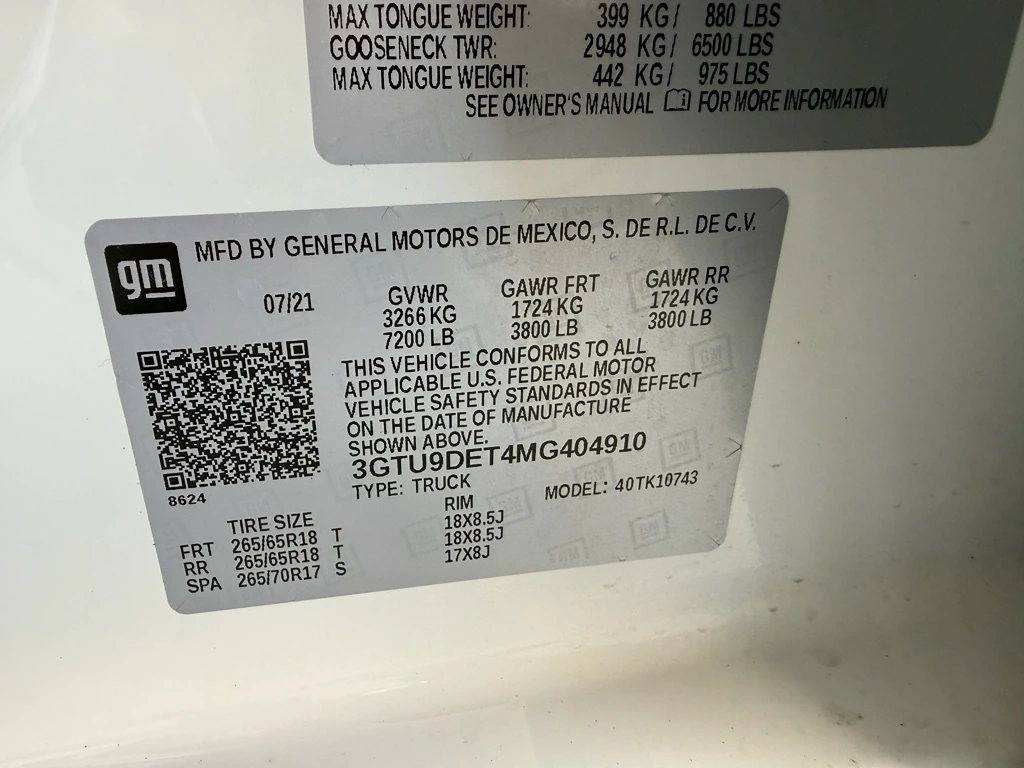 MAX TONGUE WEIGHT: 399 KG/ 880 LBS
GOOSENECK TWR: 2948 KG/ 6500 LBS
MAX TONGUE WEIGHT: 442 KG/ 975 LBS
SEE OWNER'S MANUAL FOR MORE INFORMATION
gm
MFD BY GENERAL MOTORS DE MEXICO, S. DE R.L. DE C.V.
07/21 GVWR GAWR FRT GAWR RR
3266 KG 1724 KG 1724 KG
7200 LB 3800 LB 3800 LB
THIS VEHICLE CONFORMS TO ALL
APPLICABLE U.S. FEDERAL MOTOR
VEHICLE SAFETY STANDARDS IN EFFECT
ON THE DATE OF MANUFACTURE
SHOWN ABOVE.
3GTU9DET4MG404910
8624
TYPE: TRUCK MODEL: 40TK10743
TIRE SIZE RIM
FRT 265/65R18 T 18X8.5J
RR 265/65R18 T 18X8.5J
SPA 265/70R17 S 17X8J